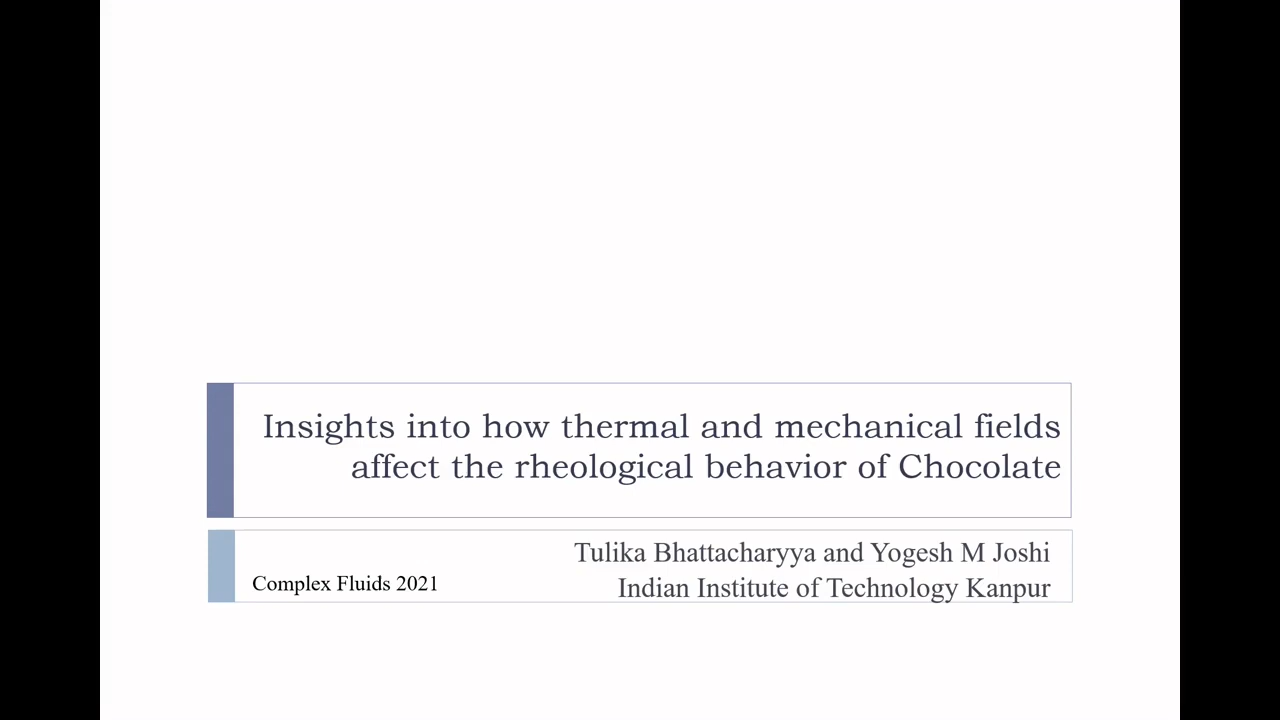 Insights into how thermal and mechanical fields
affect the rheological behavior of Chocolate
Tulika Bhattacharyya and Yogesh M Joshi
Complex Fluids 2021
Indian Institute of Technology Kanpur